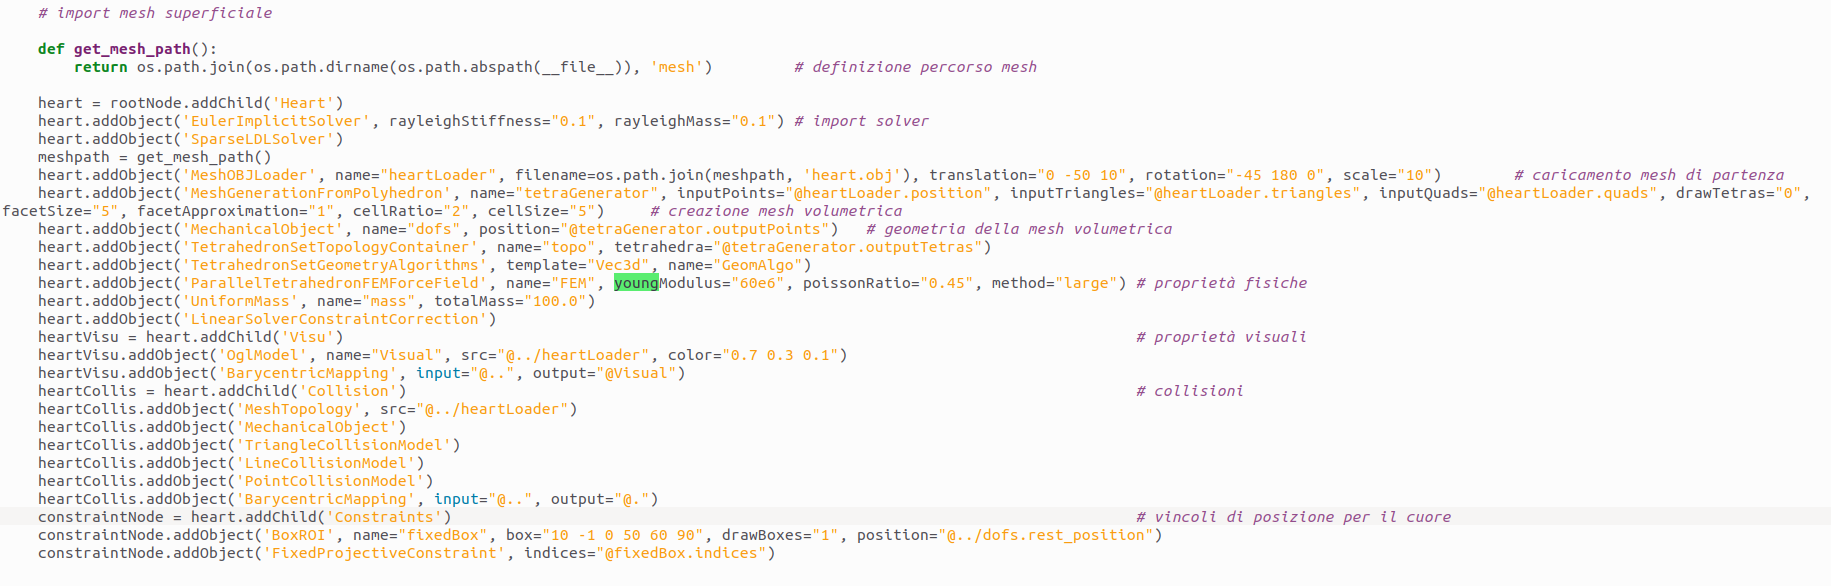 # import mesh superficiale
def get_mesh_path():
return os.path.join(os.path.dirname(os.path.abspath(__file__)), 'mesh') # definizione percorso mesh
heart = rootNode.addChild('Heart')
heart.addObject('EulerImplicitSolver', rayleighStiffness="0.1", rayleighMass="0.1") # import solver
heart.addObject('SparseLDLSolver')
meshpath = get_mesh_path()
heart.addObject('MeshOBJLoader', name="heartLoader", filename=os.path.join(meshpath, 'heart.obj'), translation="0 -50 10", rotation="-45 180 0", scale="10") # caricamento mesh di partenza
heart.addObject('MeshGenerationFromPolyhedron', name="tetraGenerator", inputPoints="@heartLoader.position", inputTriangles="@heartLoader.triangles", inputQuads="@heartLoader.quads", drawTetras="0",
facetSize="5", facetApproximation="1", cellRatio="2", cellSize="5") # creazione mesh volumetrica
heart.addObject('MechanicalObject', name="dofs", position="@tetraGenerator.outputPoints") # geometria della mesh volumetrica
heart.addObject('TetrahedronSetTopologyContainer', name="topo", tetrahedra="@tetraGenerator.outputTetras")
heart.addObject('TetrahedronSetGeometryAlgorithms', template="Vec3d", name="GeomAlgo")
heart.addObject('ParallelTetrahedronFEMForceField', name="FEM", youngModulus="60e6", poissonRatio="0.45", method="large") # proprietà fisiche
heart.addObject('UniformMass', name="mass", totalMass="100.0")
heart.addObject('LinearSolverConstraintCorrection')
heartVisu = heart.addChild('Visu') # proprietà visuali
heartVisu.addObject('OglModel', name="Visual", src="@../heartLoader", color="0.7 0.3 0.1")
heartVisu.addObject('BarycentricMapping', input="@..", output="@Visual")
heartCollis = heart.addChild('Collision') # collisioni
heartCollis.addObject('MeshTopology', src="@../heartLoader")
heartCollis.addObject('MechanicalObject')
heartCollis.addObject('TriangleCollisionModel')
heartCollis.addObject('LineCollisionModel')
heartCollis.addObject('PointCollisionModel')
heartCollis.addObject('BarycentricMapping', input="@..", output="@.")
constraintNode = heart.addChild('Constraints') # vincoli di posizione per il cuore
constraintNode.addObject('BoxROI', name="fixedBox", box="10 -1 0 50 60 90", drawBoxes="1", position="@../dofs.rest_position")
constraintNode.addObject('FixedProjectiveConstraint', indices="@fixedBox.indices")